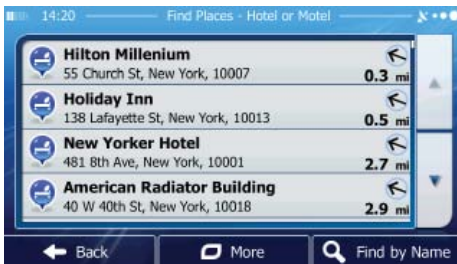 14:20 Find Places - Hotel or Motel
Hilton Millenium
55 Church St, New York, 10007
0.3 mi
Holiday Inn
138 Lafayette St, New York, 10013
0.5 mi
New Yorker Hotel
481 8th Ave, New York, 10001
2.7 mi
American Radiator Building
40 W 40th St, New York, 10018
2.9 mi
Back More Find by Name